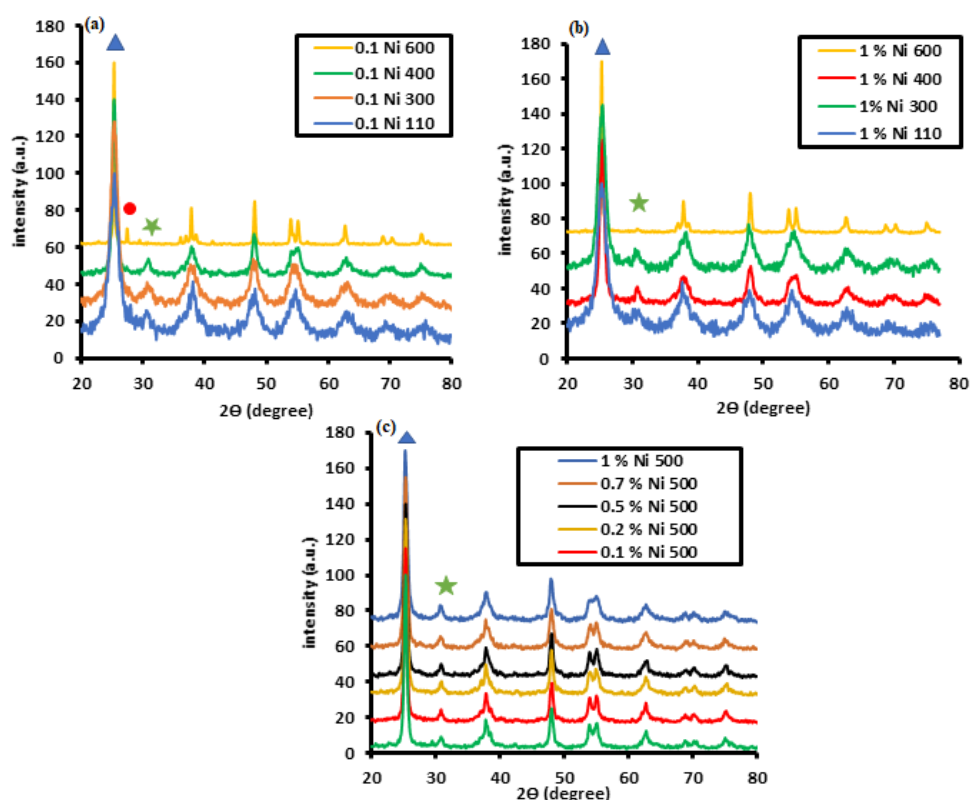 (a)
180
160
140
120
100
80
60
40
20
0
intensity (a.u.)
0.1 Ni 600
0.1 Ni 400
0.1 Ni 300
0.1 Ni 110
20 30 40 50 60 70 80
2Ɵ (degree)
(b)
180
160
140
120
100
80
60
40
20
0
intensity (a.u.)
1 % Ni 600
1 % Ni 400
1% Ni 300
1 % Ni 110
20 30 40 50 60 70 80
2Ɵ (degree)
(c)
180
160
140
120
100
80
60
40
20
0
intensity (a.u.)
1 % Ni 500
0.7 % Ni 500
0.5 % Ni 500
0.2 % Ni 500
0.1 % Ni 500
20 30 40 50 60 70 80
2Ɵ (degree)